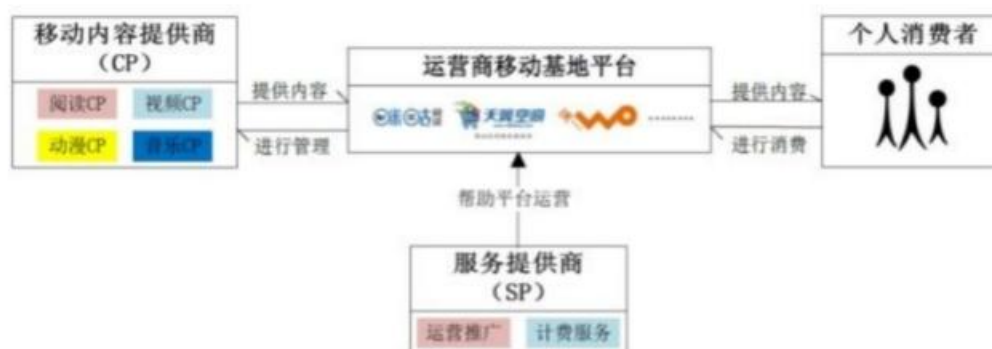 移动内容提供商
（CP）
阅读CP
视频CP
动漫CP
音乐CP
提供内容
进行管理
运营商移动基地平台
咪咕
天翼空间
WO
........
提供内容
进行消费
个人消费者
帮助平台运营
服务提供商
（SP）
运营推广
计费服务